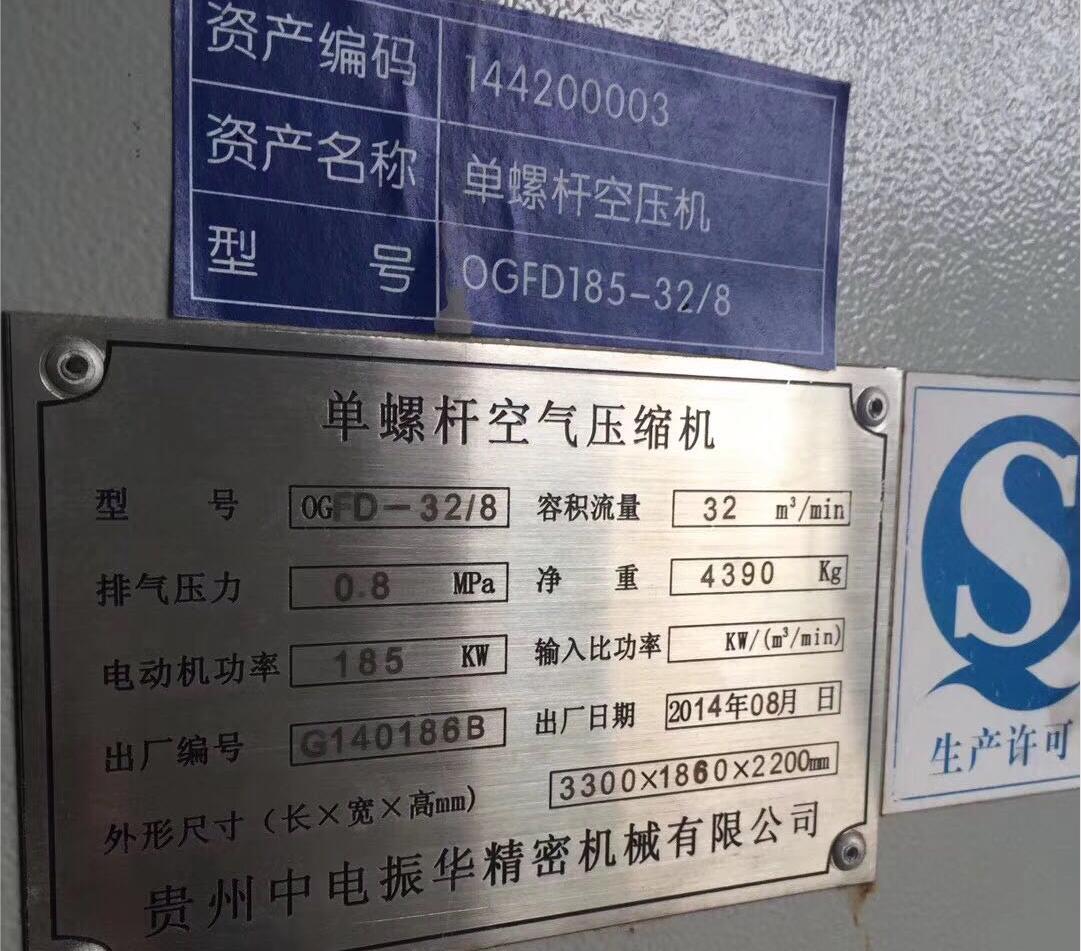 资产编码 144200003
资产名称 单螺杆空压机
型号 OGFD185-32/8
单螺杆空气压缩机
型号 OGFD-32/8 容积流量 32 m³/min
排气压力 0.8 MPa 净重 4390 Kg
电动机功率 185 KW 输入比功率 KW/(m³/min)
出厂编号 G140186B 出厂日期 2014年08月 日
外形尺寸(长×宽×高mm) 3300×1860×2200mm
贵州中电振华精密机械有限公司
生产许可